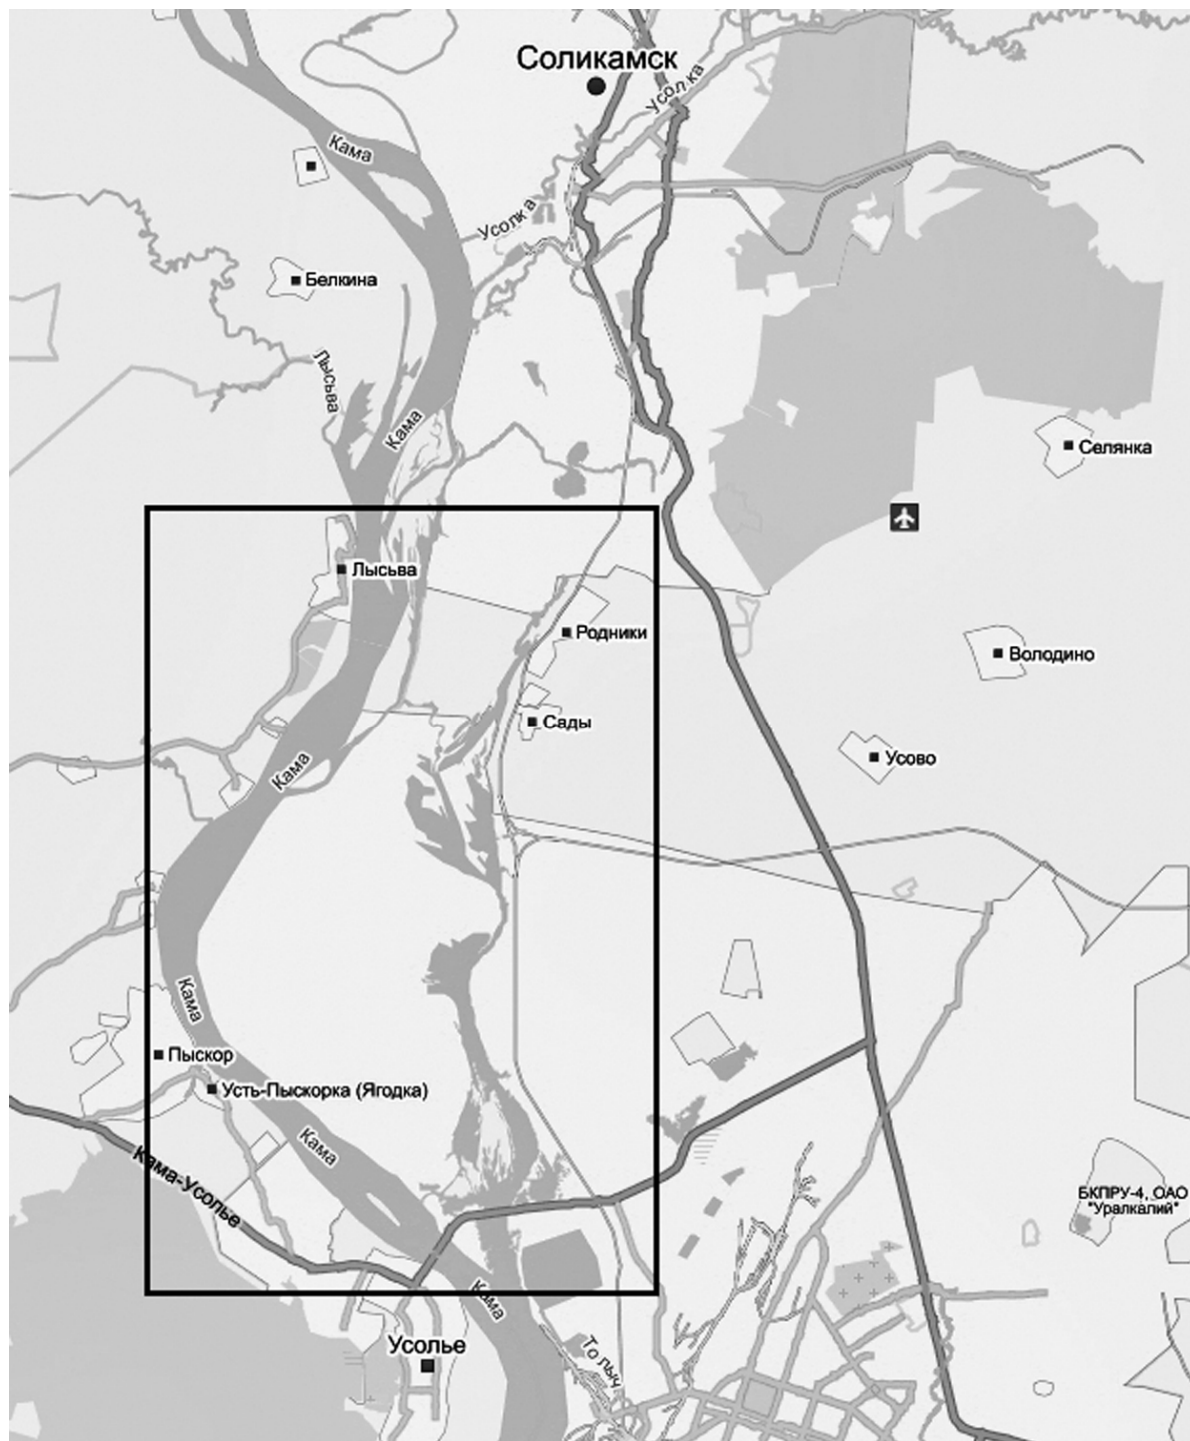 Соликамск
Усолка
Кама
Усолка
Белкина
Лысьва
Кама
Селянка
Лысьва
Родники
Володино
Сады
Усово
Кама
Кама
Пыскор
Усть-Пыскорка (Ягодка)
Кама
Кама-Усолье
БКПРУ-4, ОАО
"Уралкалий"
Кама
Усолье
Толыч